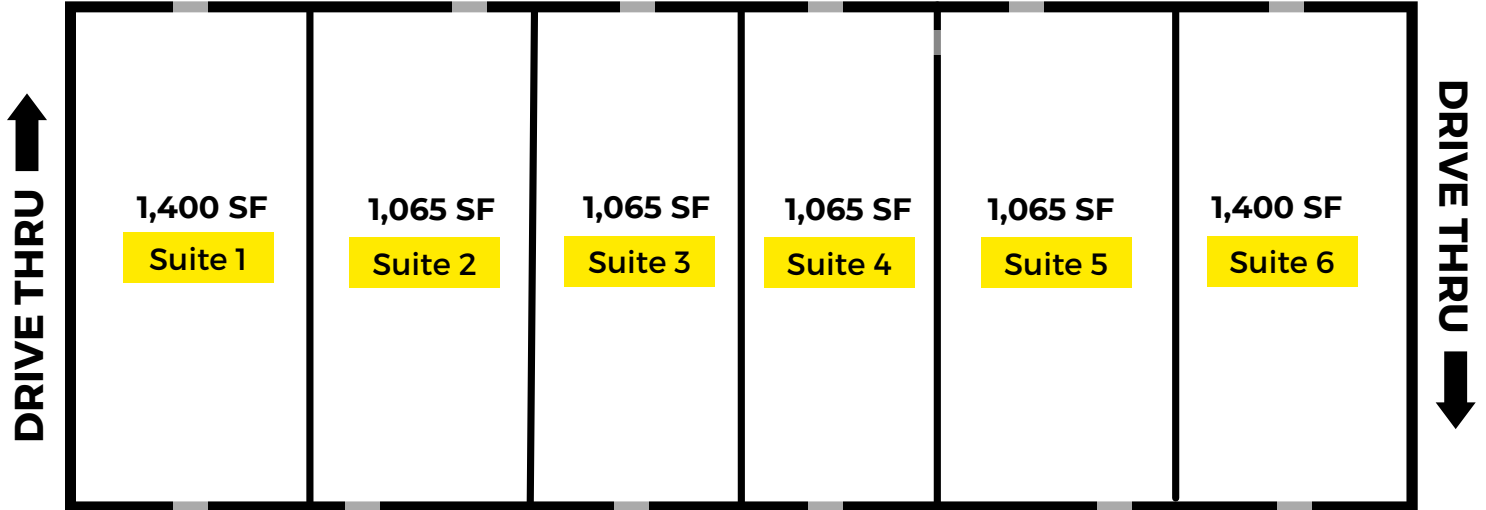 DRIVE THRU
1,400 SF
Suite 1
1,065 SF
Suite 2
1,065 SF
Suite 3
1,065 SF
Suite 4
1,065 SF
Suite 5
1,400 SF
Suite 6
DRIVE THRU